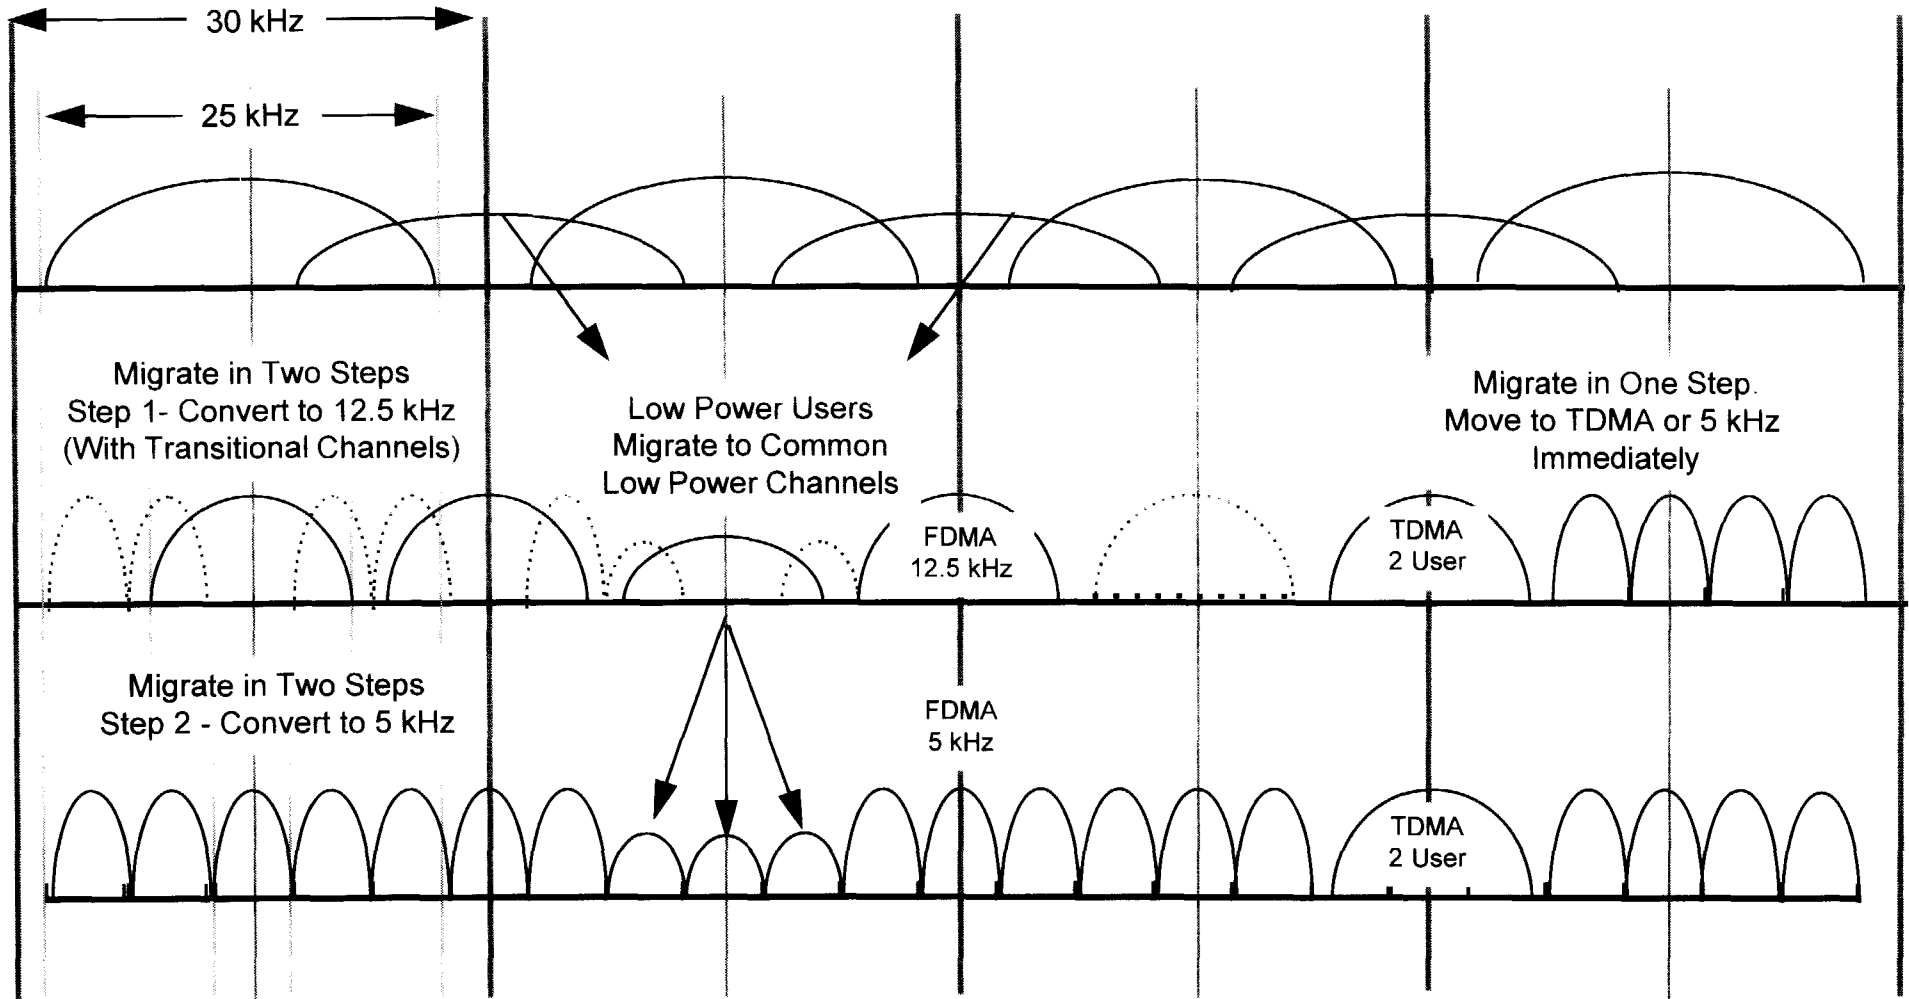 30 kHz
25 kHz
Migrate in Two Steps
Step 1- Convert to 12.5 kHz
(With Transitional Channels)
Low Power Users
Migrate to Common
Low Power Channels
Migrate in One Step.
Move to TDMA or 5 kHz
Immediately
FDMA
12.5 kHz
TDMA
2 User
Migrate in Two Steps
Step 2 - Convert to 5 kHz
FDMA
5 kHz
TDMA
2 User